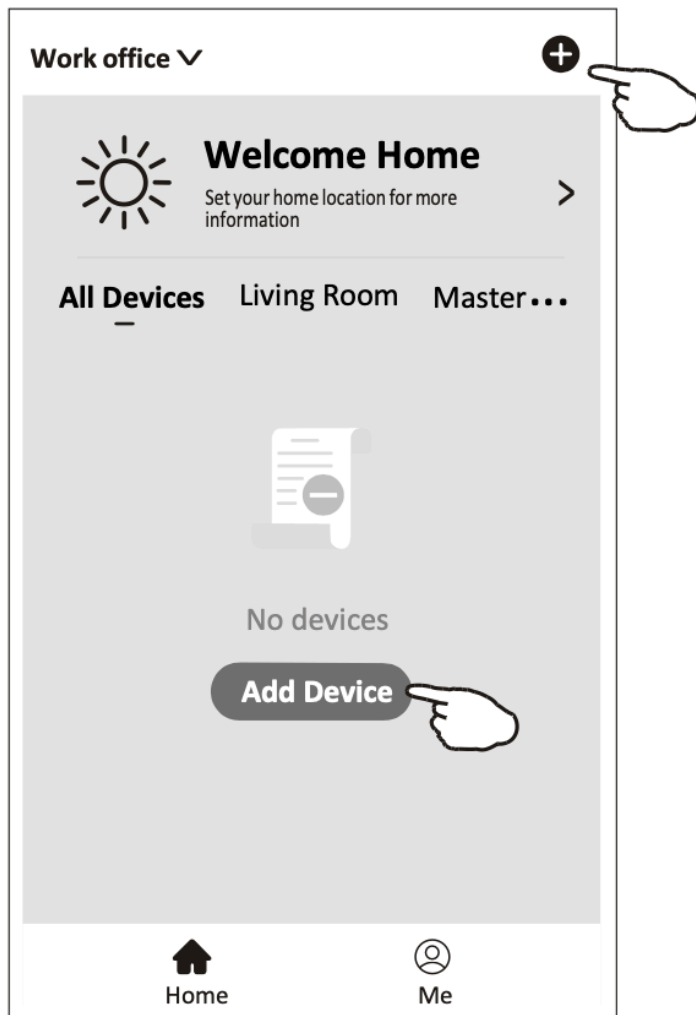 Work office
Welcome Home
Set your home location for more
information
All Devices Living Room Master...
No devices
Add Device
Home Me